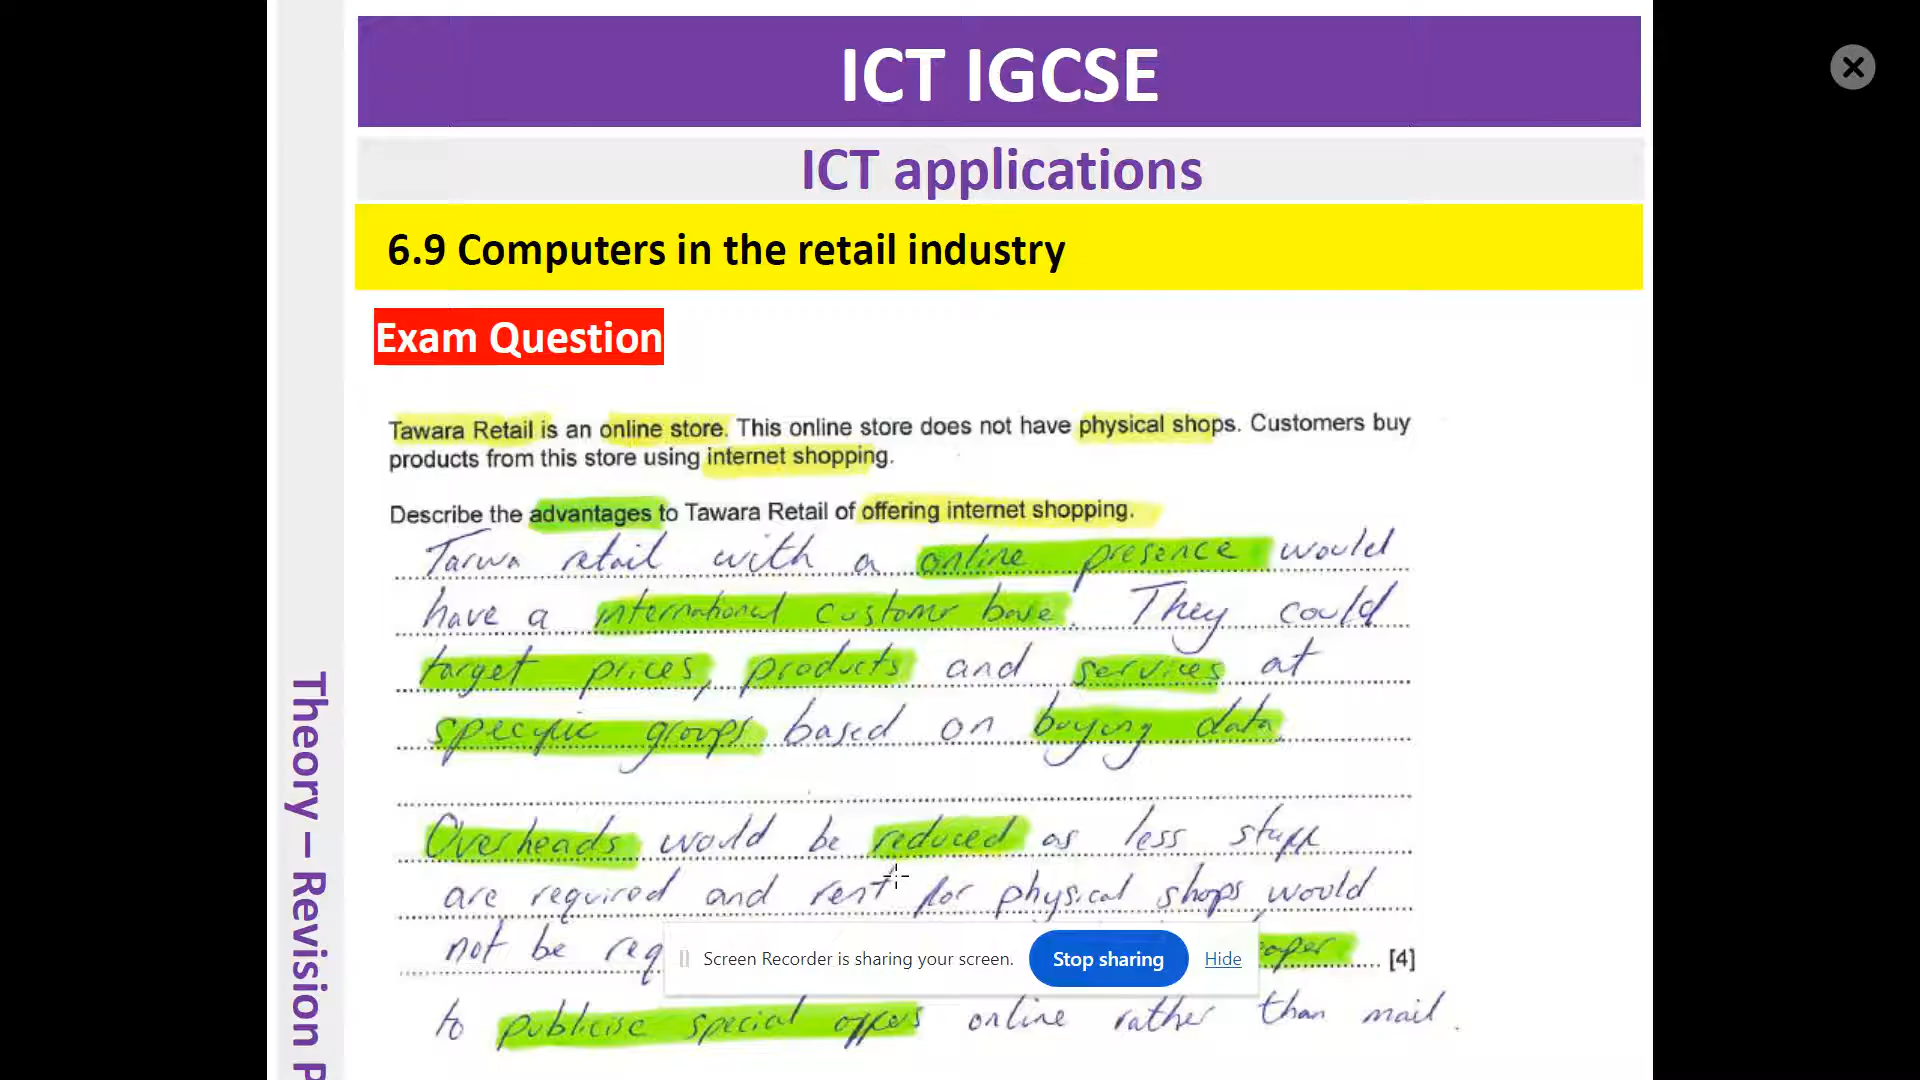 ICT IGCSE
ICT applications
6.9 Computers in the retail industry
Exam Question
Tawara Retail is an online store. This online store does not have physical shops. Customers buy
products from this store using internet shopping.
Describe the advantages to Tawara Retail of offering internet shopping.
Tarwa retail with a online presence would
have a international customer base. They could
target prices, products and services at
specific groups based on buying data.
Overheads would be reduced as less staff
are required and rent for physical shops would
not be req
Screen Recorder is sharing your screen. Stop sharing Hide
[4]
to publicise special offers online rather than mail.
Theory – Revision P